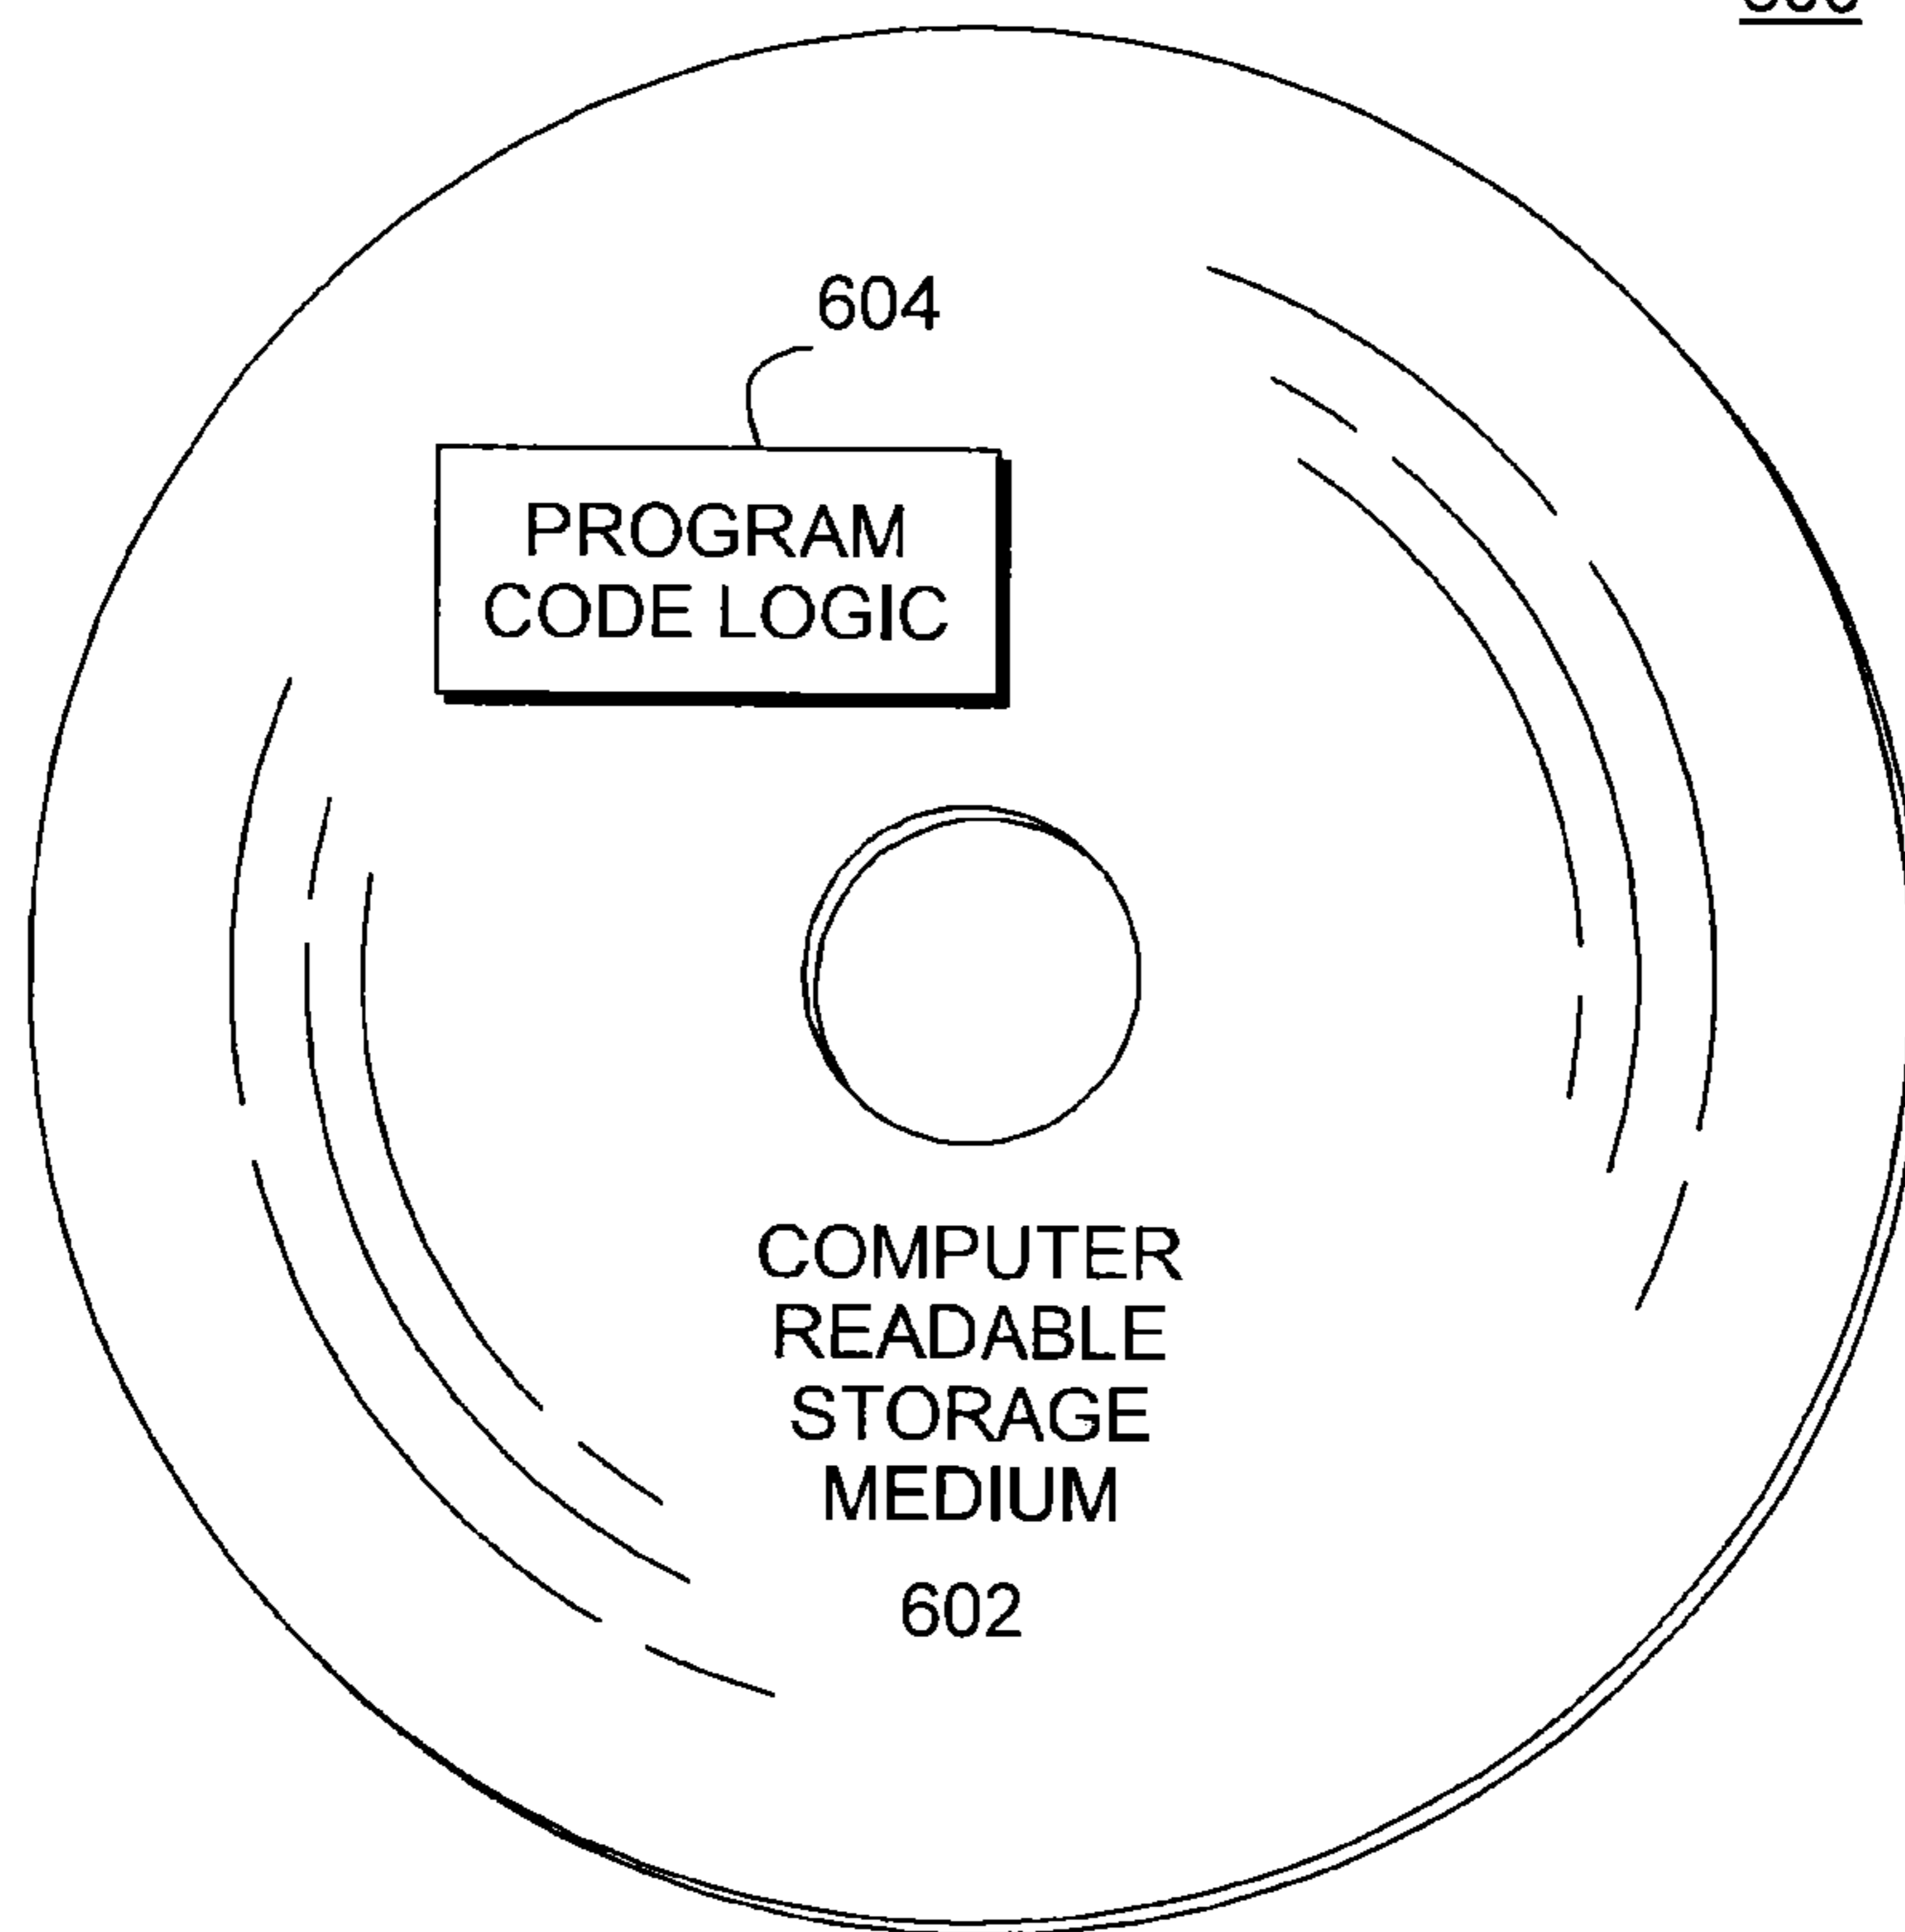 604
PROGRAM
CODE LOGIC
COMPUTER
READABLE
STORAGE
MEDIUM
602